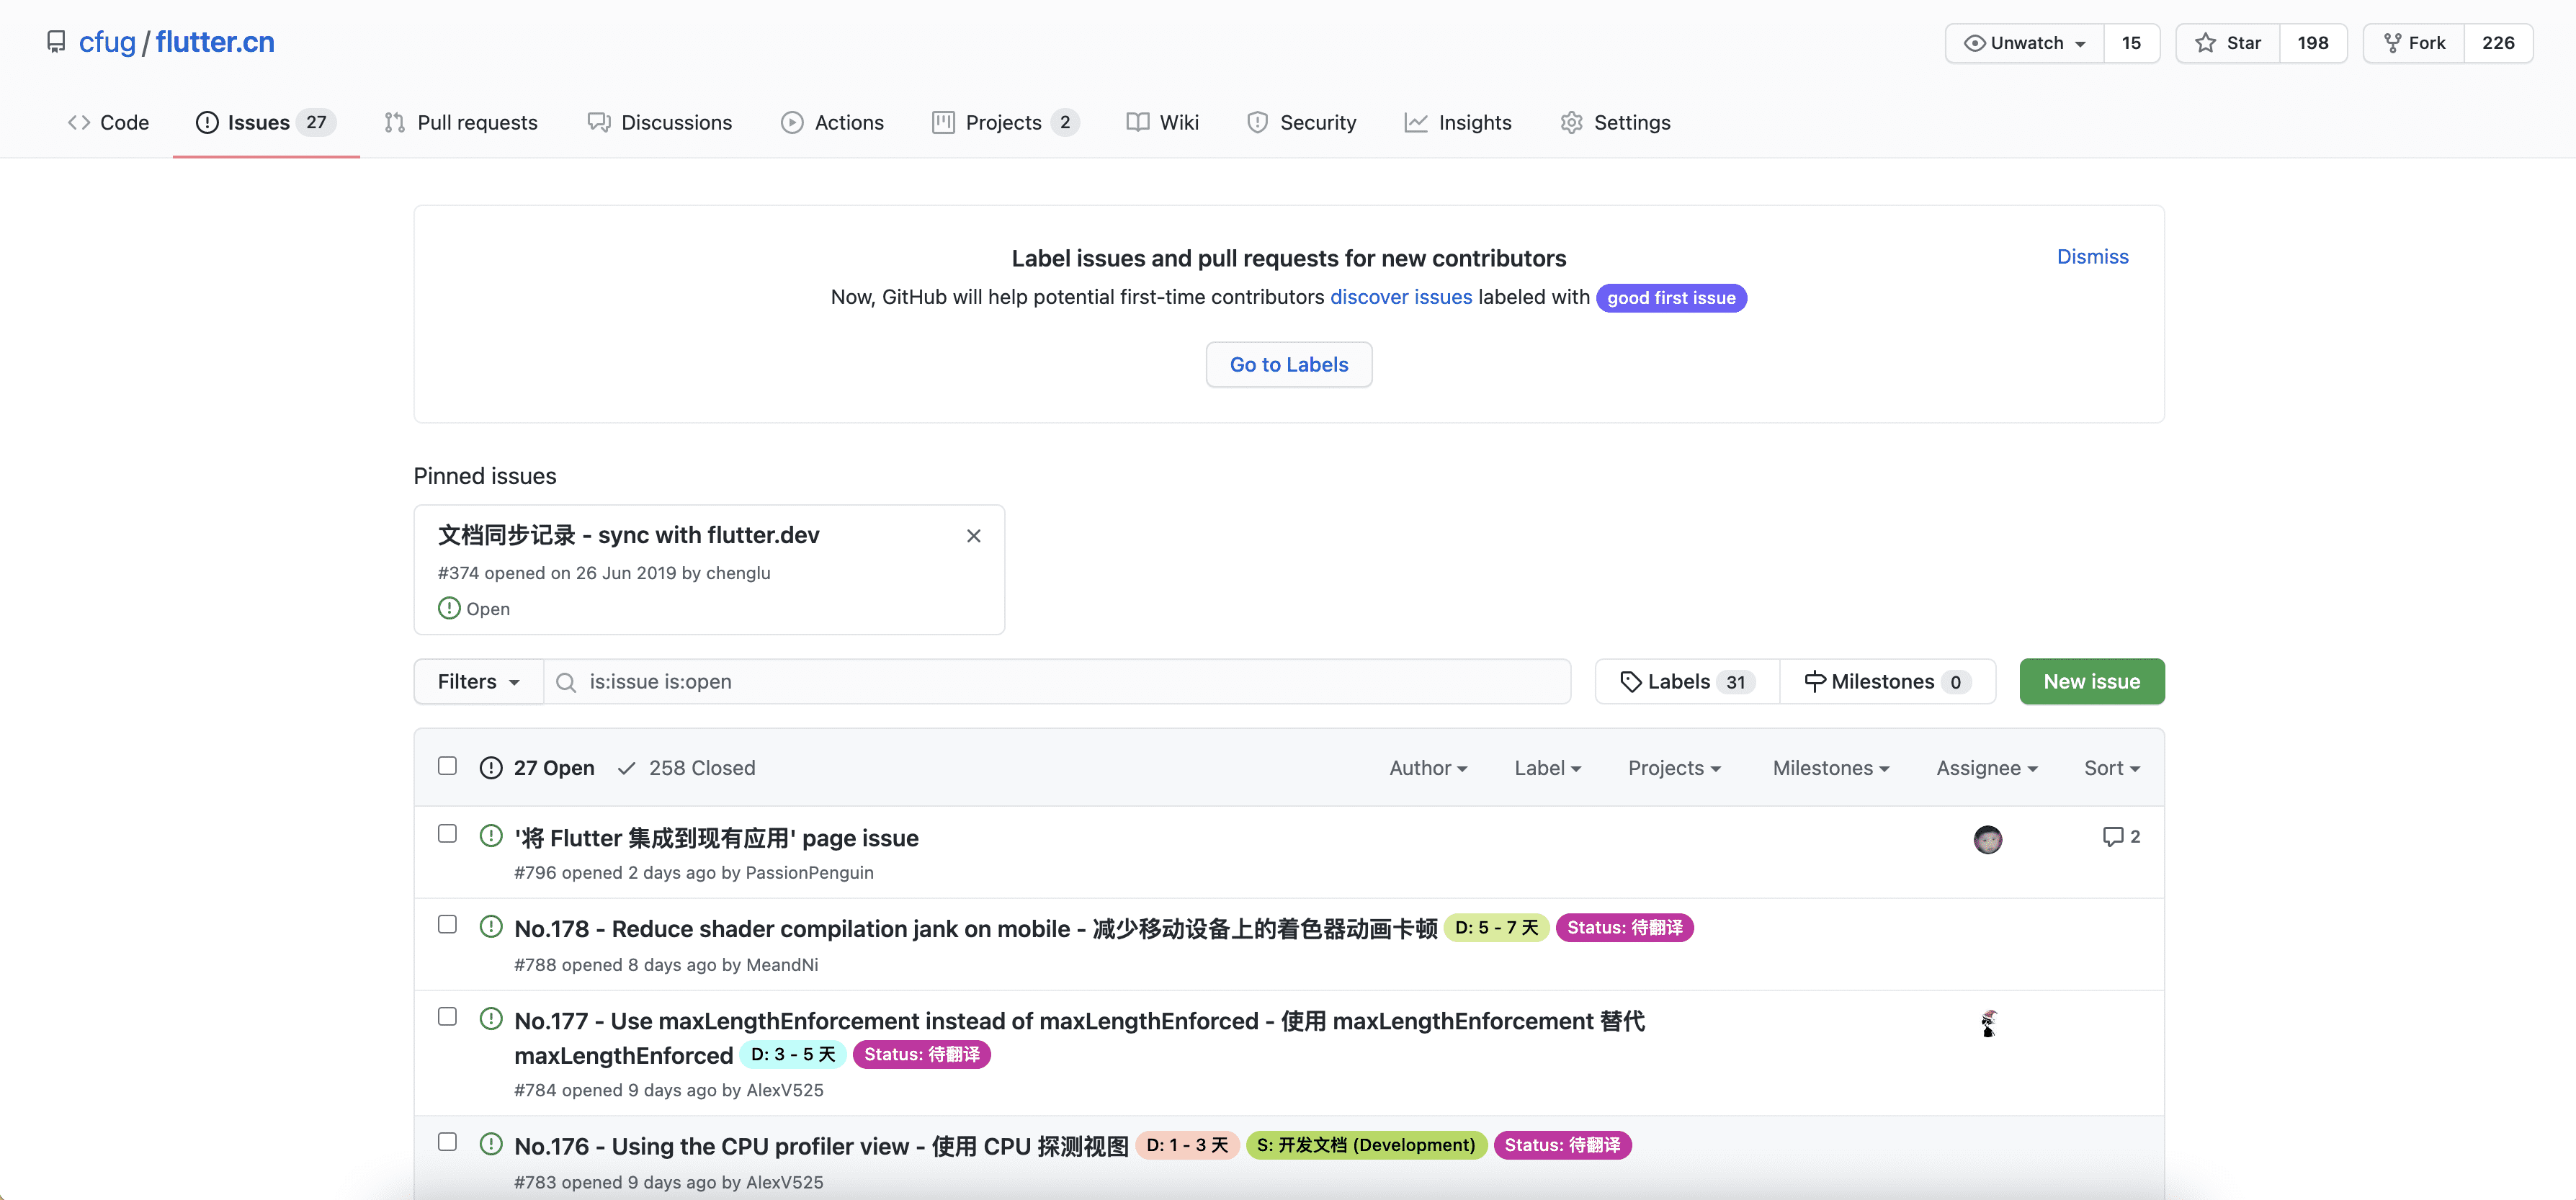 cfug / flutter.cn
Unwatch 15 Star 198 Fork 226
Code Issues 27 Pull requests Discussions Actions Projects 2 Wiki Security Insights Settings
Label issues and pull requests for new contributors
Dismiss
Now, GitHub will help potential first-time contributors discover issues labeled with good first issue
Go to Labels
Pinned issues
文档同步记录 - sync with flutter.dev
#374 opened on 26 Jun 2019 by chenglu
Open
Filters is:issue is:open Labels 31 Milestones 0 New issue
27 Open 258 Closed Author Label Projects Milestones Assignee Sort
'将 Flutter 集成到现有应用' page issue 2
#796 opened 2 days ago by PassionPenguin
No.178 - Reduce shader compilation jank on mobile - 减少移动设备上的着色器动画卡顿 D: 5 - 7 天 Status: 待翻译
#788 opened 8 days ago by MeandNi
No.177 - Use maxLengthEnforcement instead of maxLengthEnforced - 使用 maxLengthEnforcement 替代
maxLengthEnforced D: 3 - 5 天 Status: 待翻译
#784 opened 9 days ago by AlexV525
No.176 - Using the CPU profiler view - 使用 CPU 探测视图 D: 1 - 3 天 S: 开发文档 (Development) Status: 待翻译
#783 opened 9 days ago by AlexV525